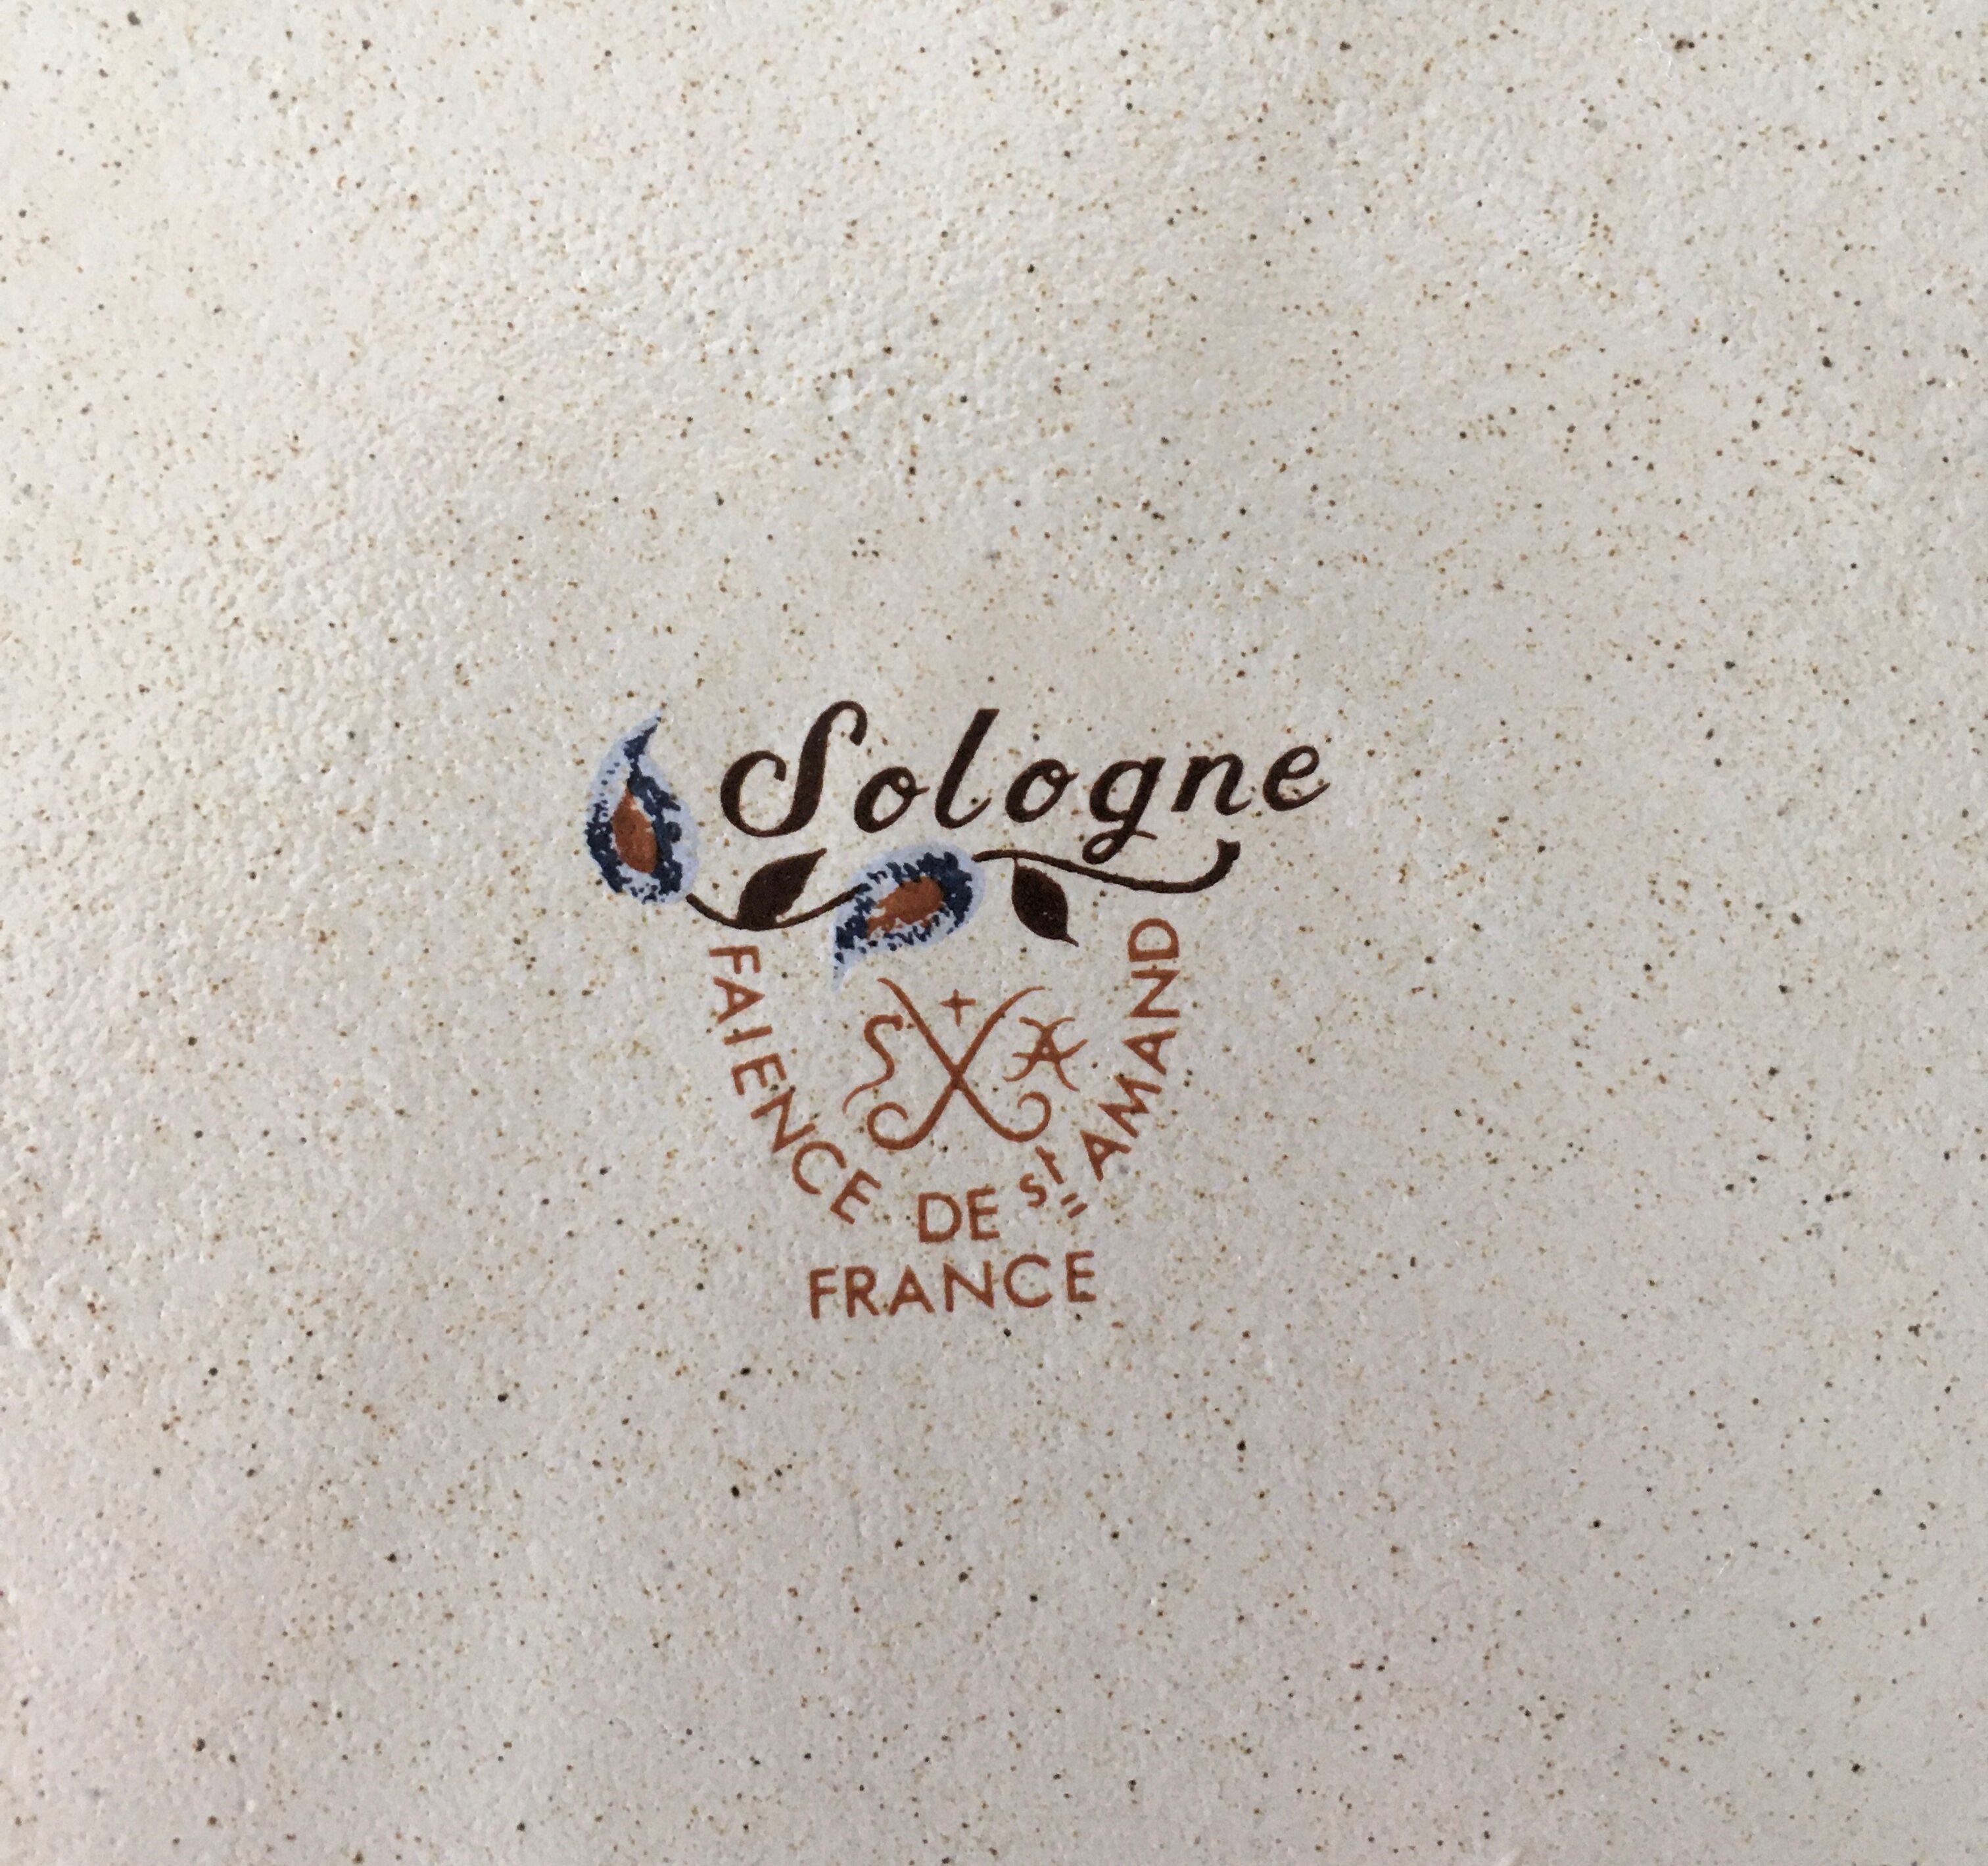 Sologne
FAIENCE DE St AMAND
FRANCE